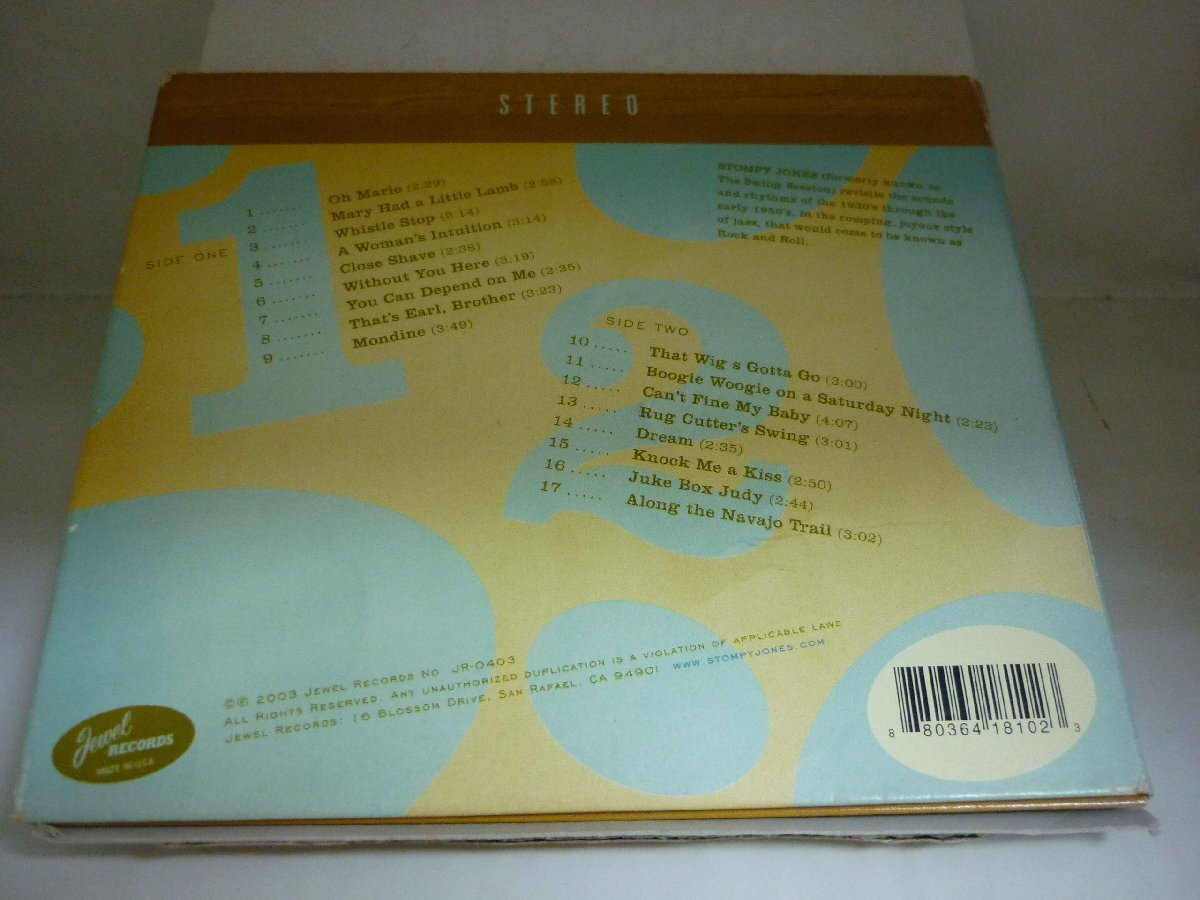 STEREO
STOMPY JONES (formerly known as
The Swing Session) revisits the sounds
and rhythms of the 1930's through the
early 1950's, in the romping, joyous style
of jazz, that would come to be known as
Rock and Roll.
1
SIDE ONE
1 ....... Oh Marie (2:29)
2 ....... Mary Had a Little Lamb (2:58)
3 ....... Whistle Stop (2:14)
4 ....... A Woman's Intuition (3:14)
5 ....... Close Shave (2:38)
6 ....... Without You Here (3:19)
7 ....... You Can Depend on Me (2:35)
8 ....... That's Earl, Brother (3:23)
9 ....... Mondine (3:49)
2
SIDE TWO
10 ..... That Wig s Gotta Go (3:00)
11 ..... Boogie Woogie on a Saturday Night (2:23)
12 ..... Can't Fine My Baby (4:07)
13 ..... Rug Cutter's Swing (3:01)
14 ..... Dream (2:35)
15 ..... Knock Me a Kiss (2:50)
16 ..... Juke Box Judy (2:44)
17 ..... Along the Navajo Trail (3:02)
©℗ 2003 JEWEL RECORDS NO JR-0403
ALL RIGHTS RESERVED. ANY UNAUTHORIZED DUPLICATION IS A VIOLATION OF APPLICABLE LAWS
JEWEL RECORDS: 16 BLOSSOM DRIVE, SAN RAFAEL, CA 94901 WWW.STOMPYJONES.COM
Jewel
RECORDS
MADE IN U.S.A
8 80364 18102 3